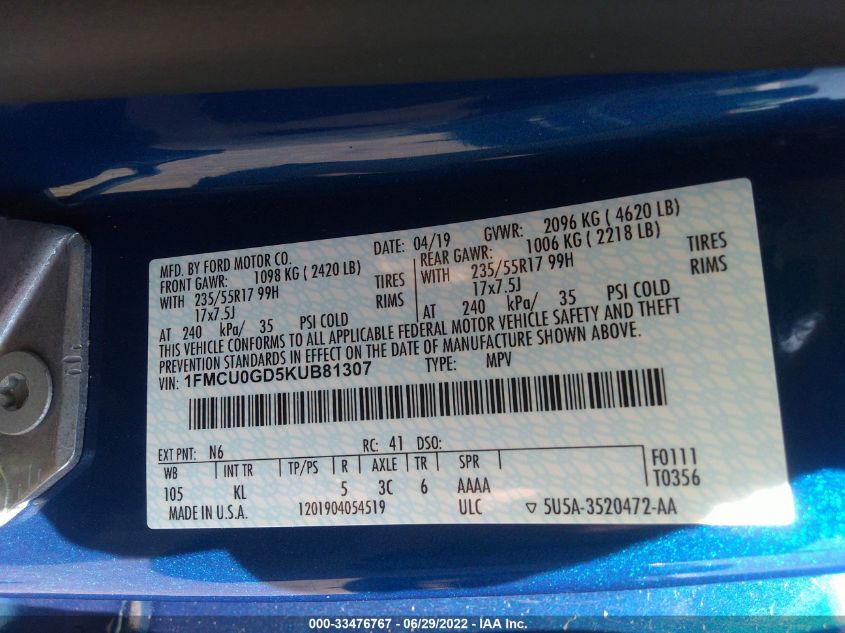 MFD. BY FORD MOTOR CO. DATE: 04/19 GVWR: 2096 KG ( 4620 LB)
FRONT GAWR: 1098 KG ( 2420 LB) REAR GAWR: 1006 KG ( 2218 LB)
WITH 235/55R17 99H TIRES WITH 235/55R17 99H TIRES
17x7.5J RIMS 17x7.5J RIMS
AT 240 kPa/ 35 PSI COLD AT 240 kPa/ 35 PSI COLD
THIS VEHICLE CONFORMS TO ALL APPLICABLE FEDERAL MOTOR VEHICLE SAFETY AND THEFT
PREVENTION STANDARDS IN EFFECT ON THE DATE OF MANUFACTURE SHOWN ABOVE.
VIN: 1FMCU0GD5KUB81307 TYPE: MPV
EXT PNT: N6 RC: 41 DSO:
WB INT TR TP/PS R AXLE TR SPR F0111
105 KL 5 3C 6 AAAA T0356
MADE IN U.S.A. 1201904054519 ULC ▽ 5U5A-3520472-AA
000-33476767 - 06/29/2022 - IAA Inc.